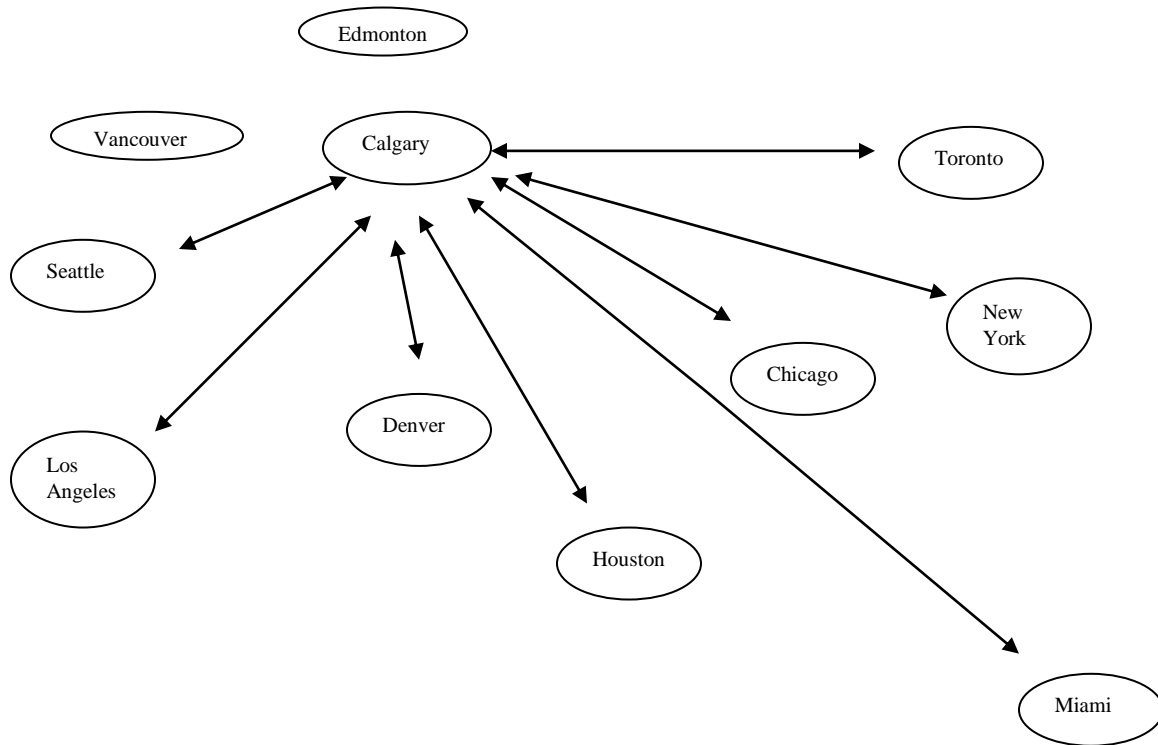 Edmonton
Vancouver
Calgary
Toronto
Seattle
New
York
Chicago
Denver
Los
Angeles
Houston
Miami